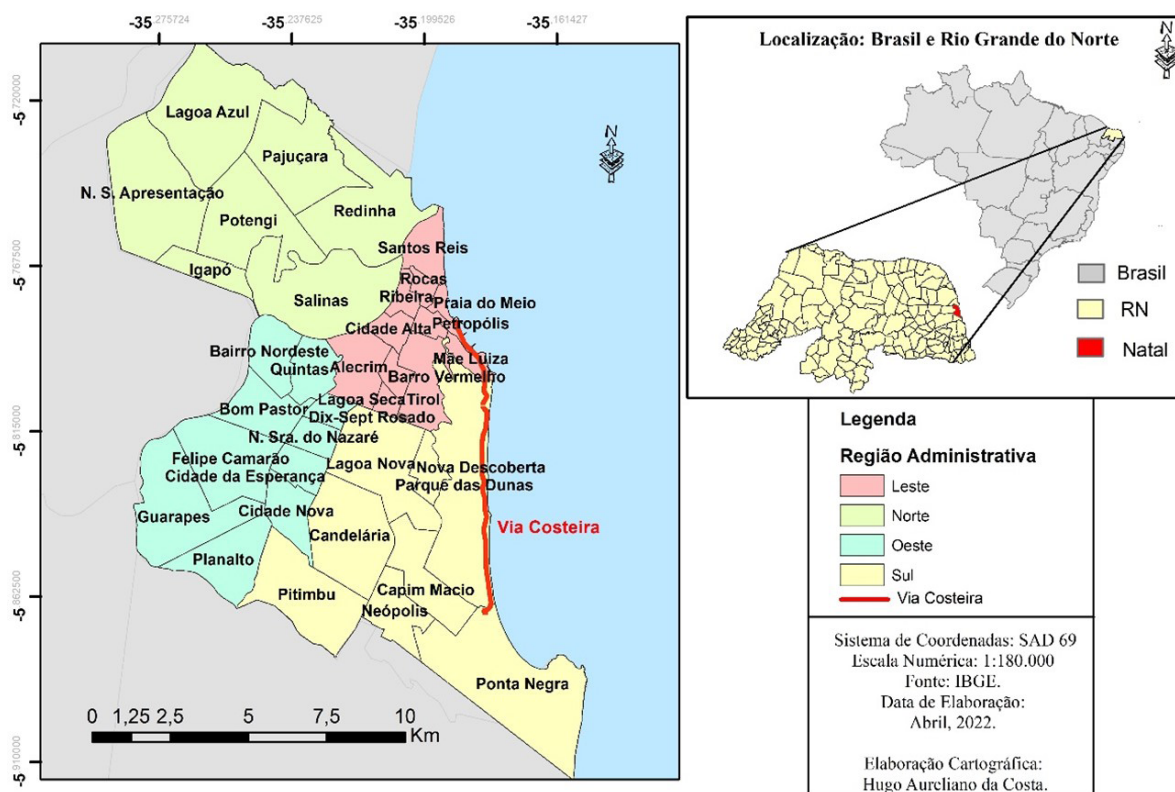 -35.275724
-35.237625
-35.199526
-35.161427
-5.720000
-5.767500
-5.815000
-5.862500
-5.910000
Lagoa Azul
Pajuçara
N. S. Apresentação
Potengi
Redinha
Igapó
Salinas
Santos Reis
Rocas
Ribeira
Praia do Meio
Cidade Alta
Petropólis
Bairro Nordeste
Quintas
Alecrim
Mãe Luiza
Barro Vermelho
Lagoa Seca
Tirol
Bom Pastor
Dix-Sept Rosado
N. Sra. do Nazaré
Felipe Camarão
Lagoa Nova
Nova Descoberta
Cidade da Esperança
Parque das Dunas
Guarapes
Cidade Nova
Candelária
Via Costeira
Planalto
Pitimbu
Capim Macio
Neópolis
Ponta Negra
N
0 1,25 2,5 5 7,5 10
Km
Localização: Brasil e Rio Grande do Norte
N
Brasil
RN
Natal
Legenda
Região Administrativa
Leste
Norte
Oeste
Sul
Via Costeira
Sistema de Coordenadas: SAD 69
Escala Numérica: 1:180.000
Fonte: IBGE.
Data de Elaboração:
Abril, 2022.
Elaboração Cartográfica:
Hugo Aureliano da Costa.